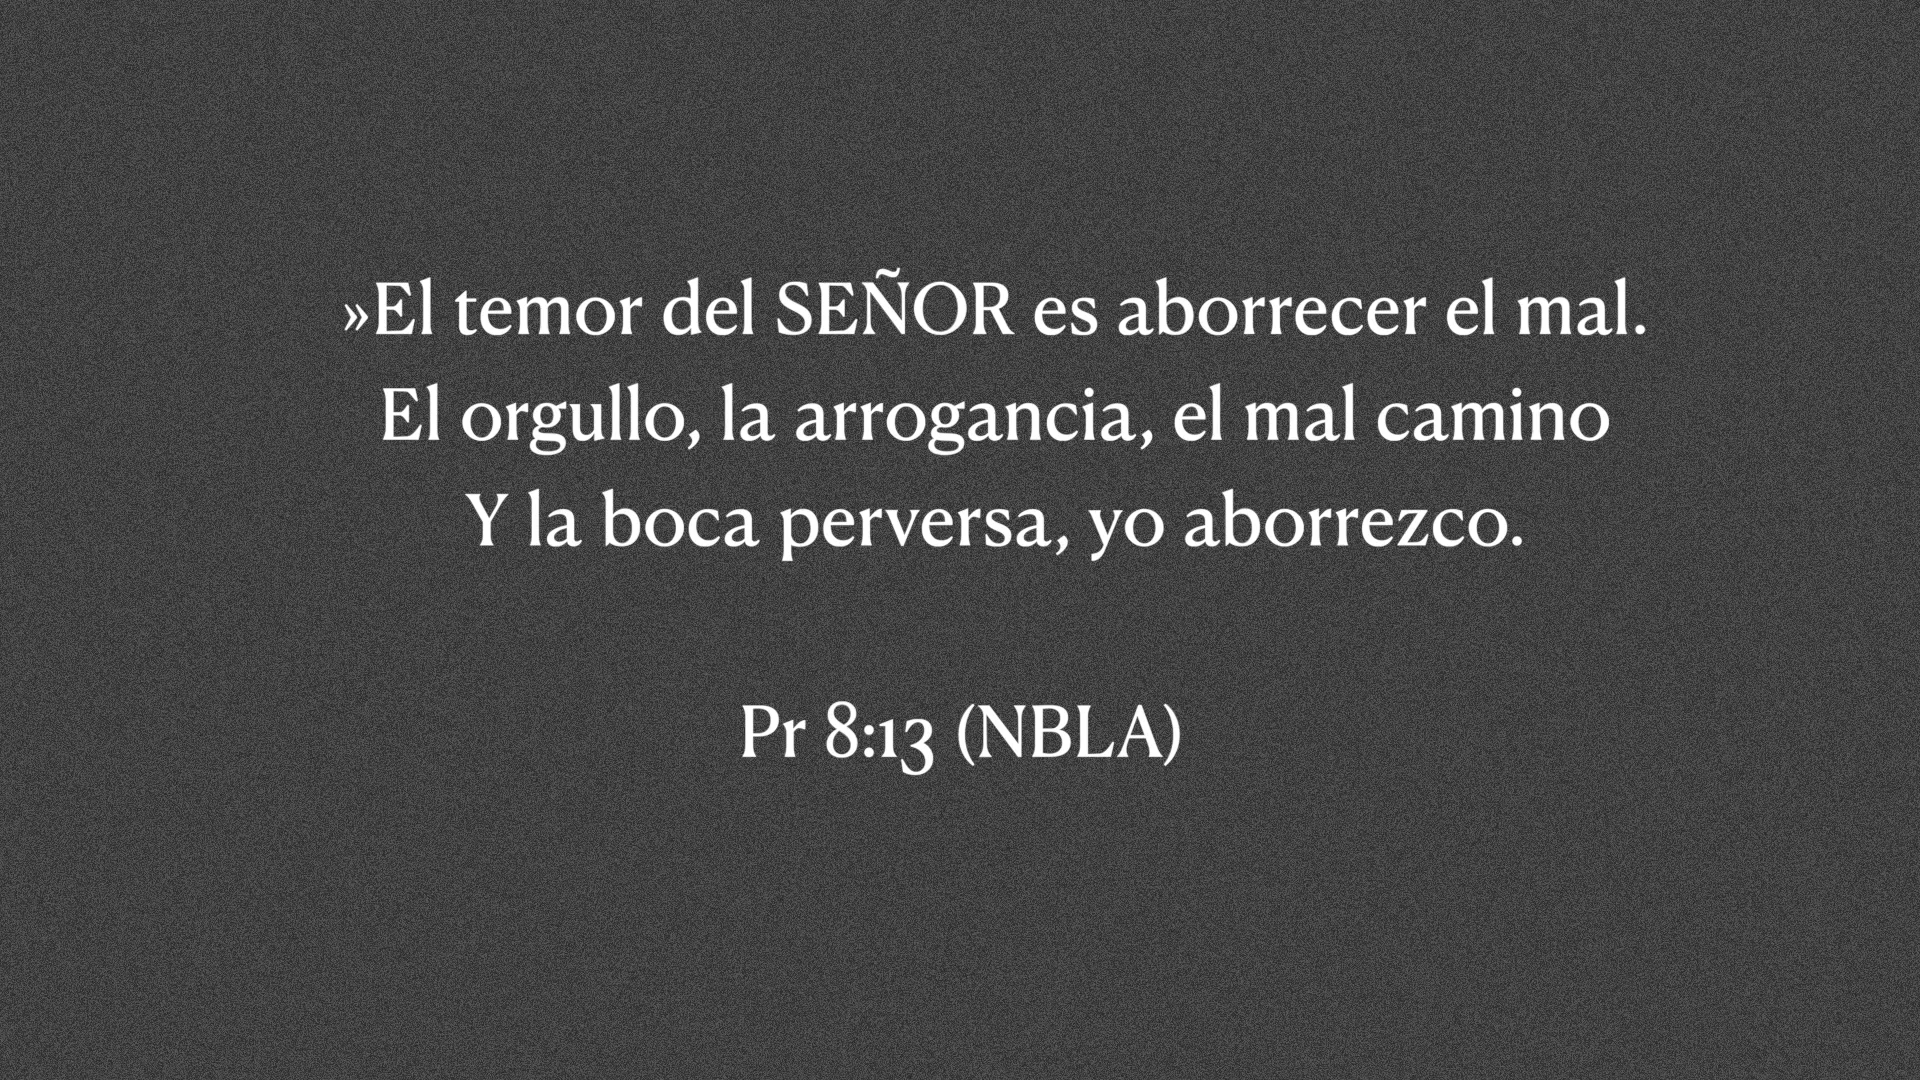 »El temor del SEÑOR es aborrecer el mal.
El orgullo, la arrogancia, el mal camino
Y la boca perversa, yo aborrezco.
Pr 8:13 (NBLA)